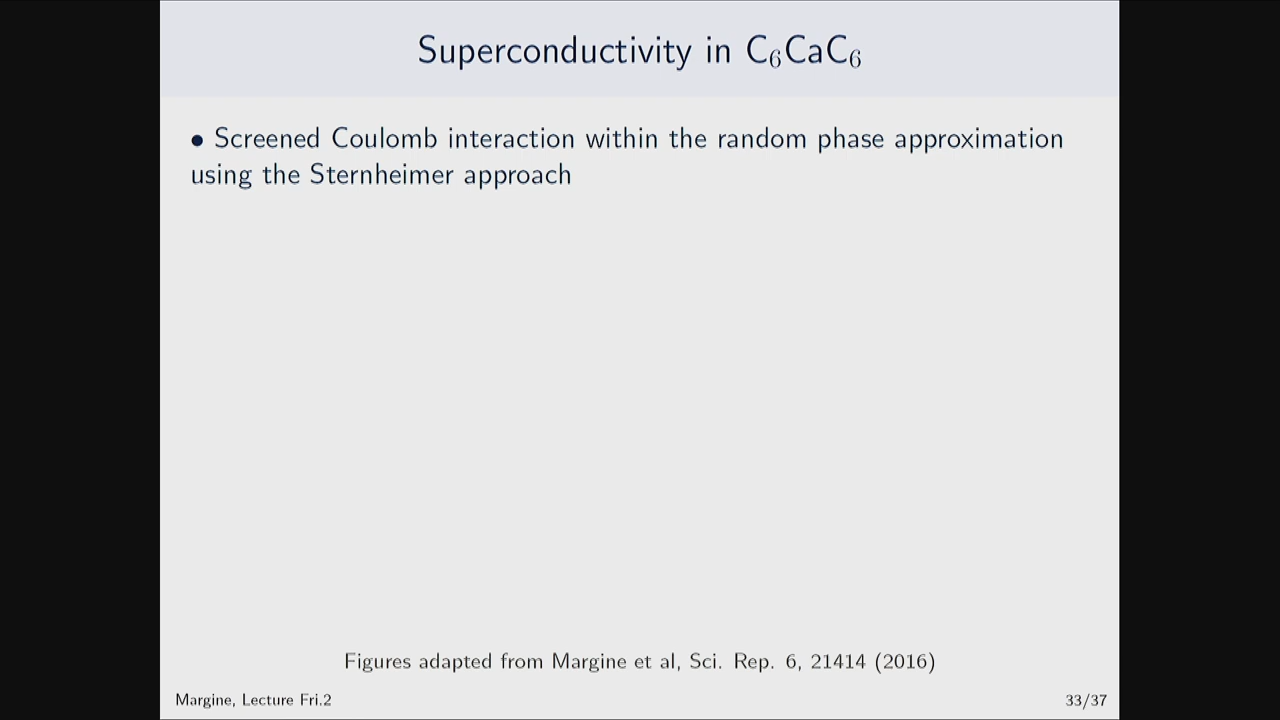 Superconductivity in C₆CaC₆
• Screened Coulomb interaction within the random phase approximation
using the Sternheimer approach
Figures adapted from Margine et al, Sci. Rep. 6, 21414 (2016)
Margine, Lecture Fri.2
33/37